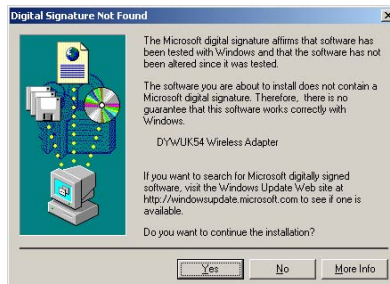 Digital Signature Not Found
The Microsoft digital signature affirms that software has
been tested with Windows and that the software has not
been altered since it was tested.
The software you are about to install does not contain a
Microsoft digital signature. Therefore, there is no
guarantee that this software works correctly with
Windows.
DYWUK54 Wireless Adapter
If you want to search for Microsoft digitally signed
software, visit the Windows Update Web site at
http://windowsupdate.microsoft.com to see if one is
available.
Do you want to continue the installation?
Yes No More Info